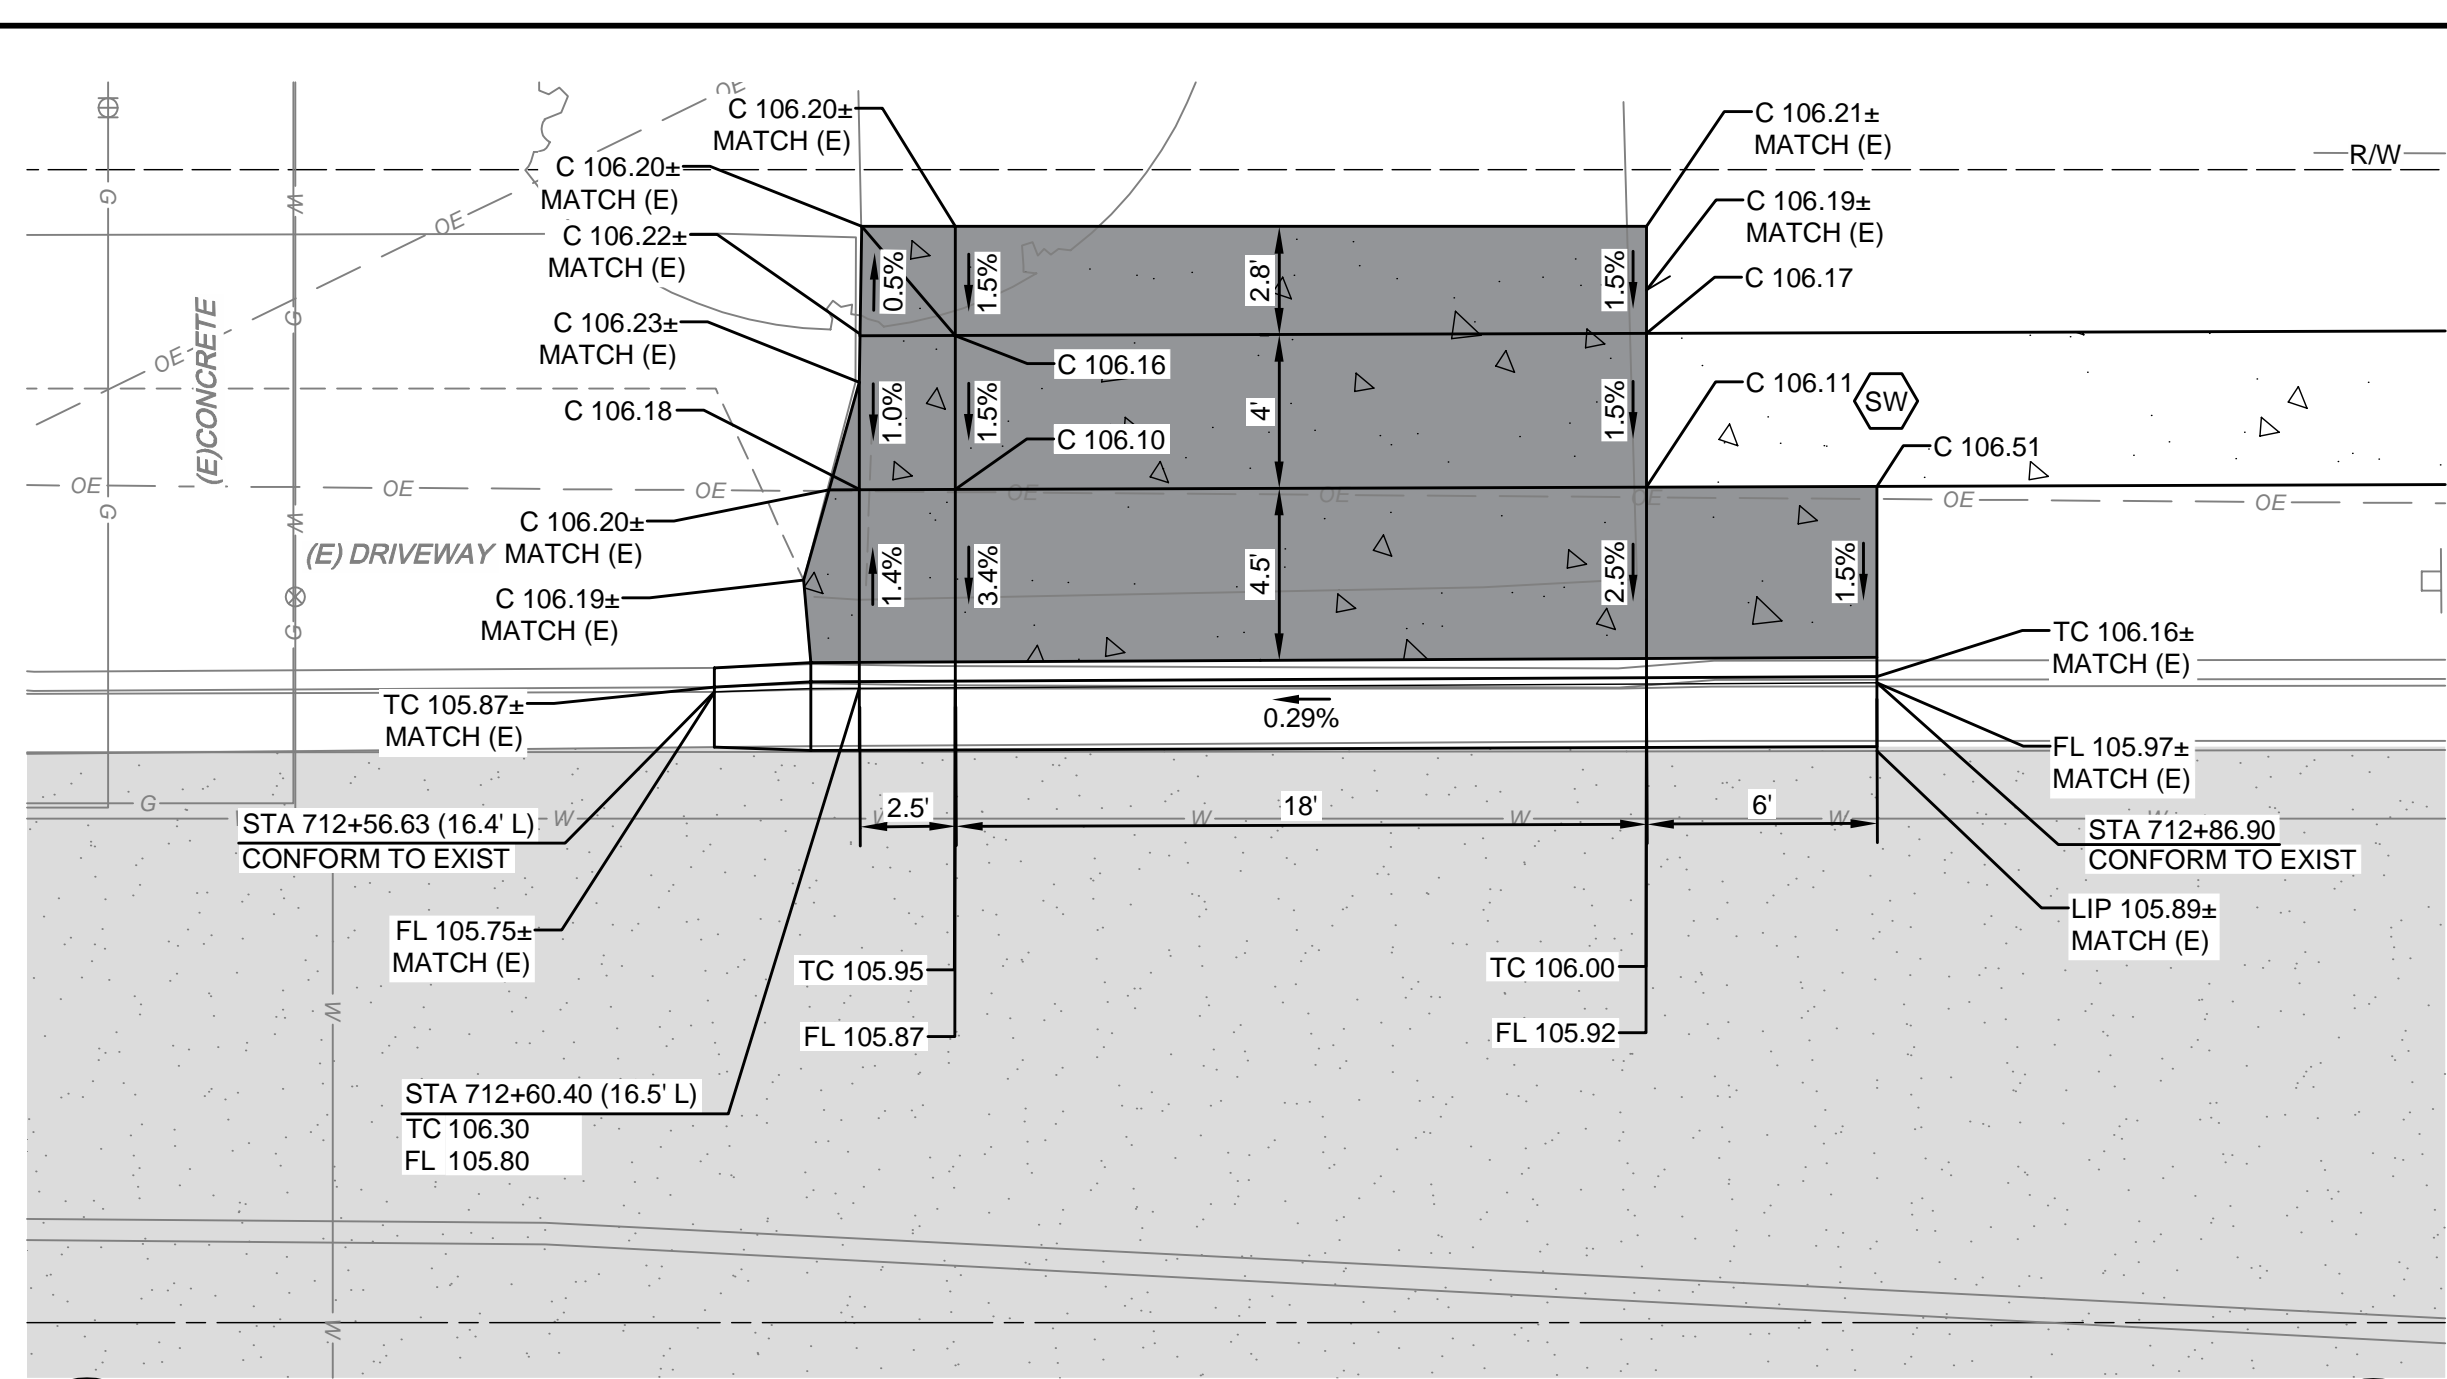 OE
C 106.20±
MATCH (E)
C 106.21±
MATCH (E)
R/W
C 106.20±
MATCH (E)
G
W
OE
C 106.19±
MATCH (E)
C 106.22±
MATCH (E)
0.5%
1.5%
2.8'
1.5%
C 106.17
(E)CONCRETE
G
C 106.23±
MATCH (E)
OE
C 106.16
C 106.18
1.0%
1.5%
4'
1.5%
C 106.11
SW
C 106.10
C 106.51
OE
OE
OE
OE
OE
OE
OE
OE
G
W
C 106.20±
MATCH (E)
(E) DRIVEWAY
1.4%
3.4%
4.5'
2.5%
1.5%
C 106.19±
MATCH (E)
G
TC 106.16±
MATCH (E)
TC 105.87±
MATCH (E)
0.29%
FL 105.97±
MATCH (E)
G
2.5'
18'
6'
W
W
W
W
W
W
STA 712+56.63 (16.4' L)
CONFORM TO EXIST
STA 712+86.90
CONFORM TO EXIST
FL 105.75±
MATCH (E)
LIP 105.89±
MATCH (E)
TC 105.95
TC 106.00
W
FL 105.87
FL 105.92
STA 712+60.40 (16.5' L)
TC 106.30
FL 105.80
W